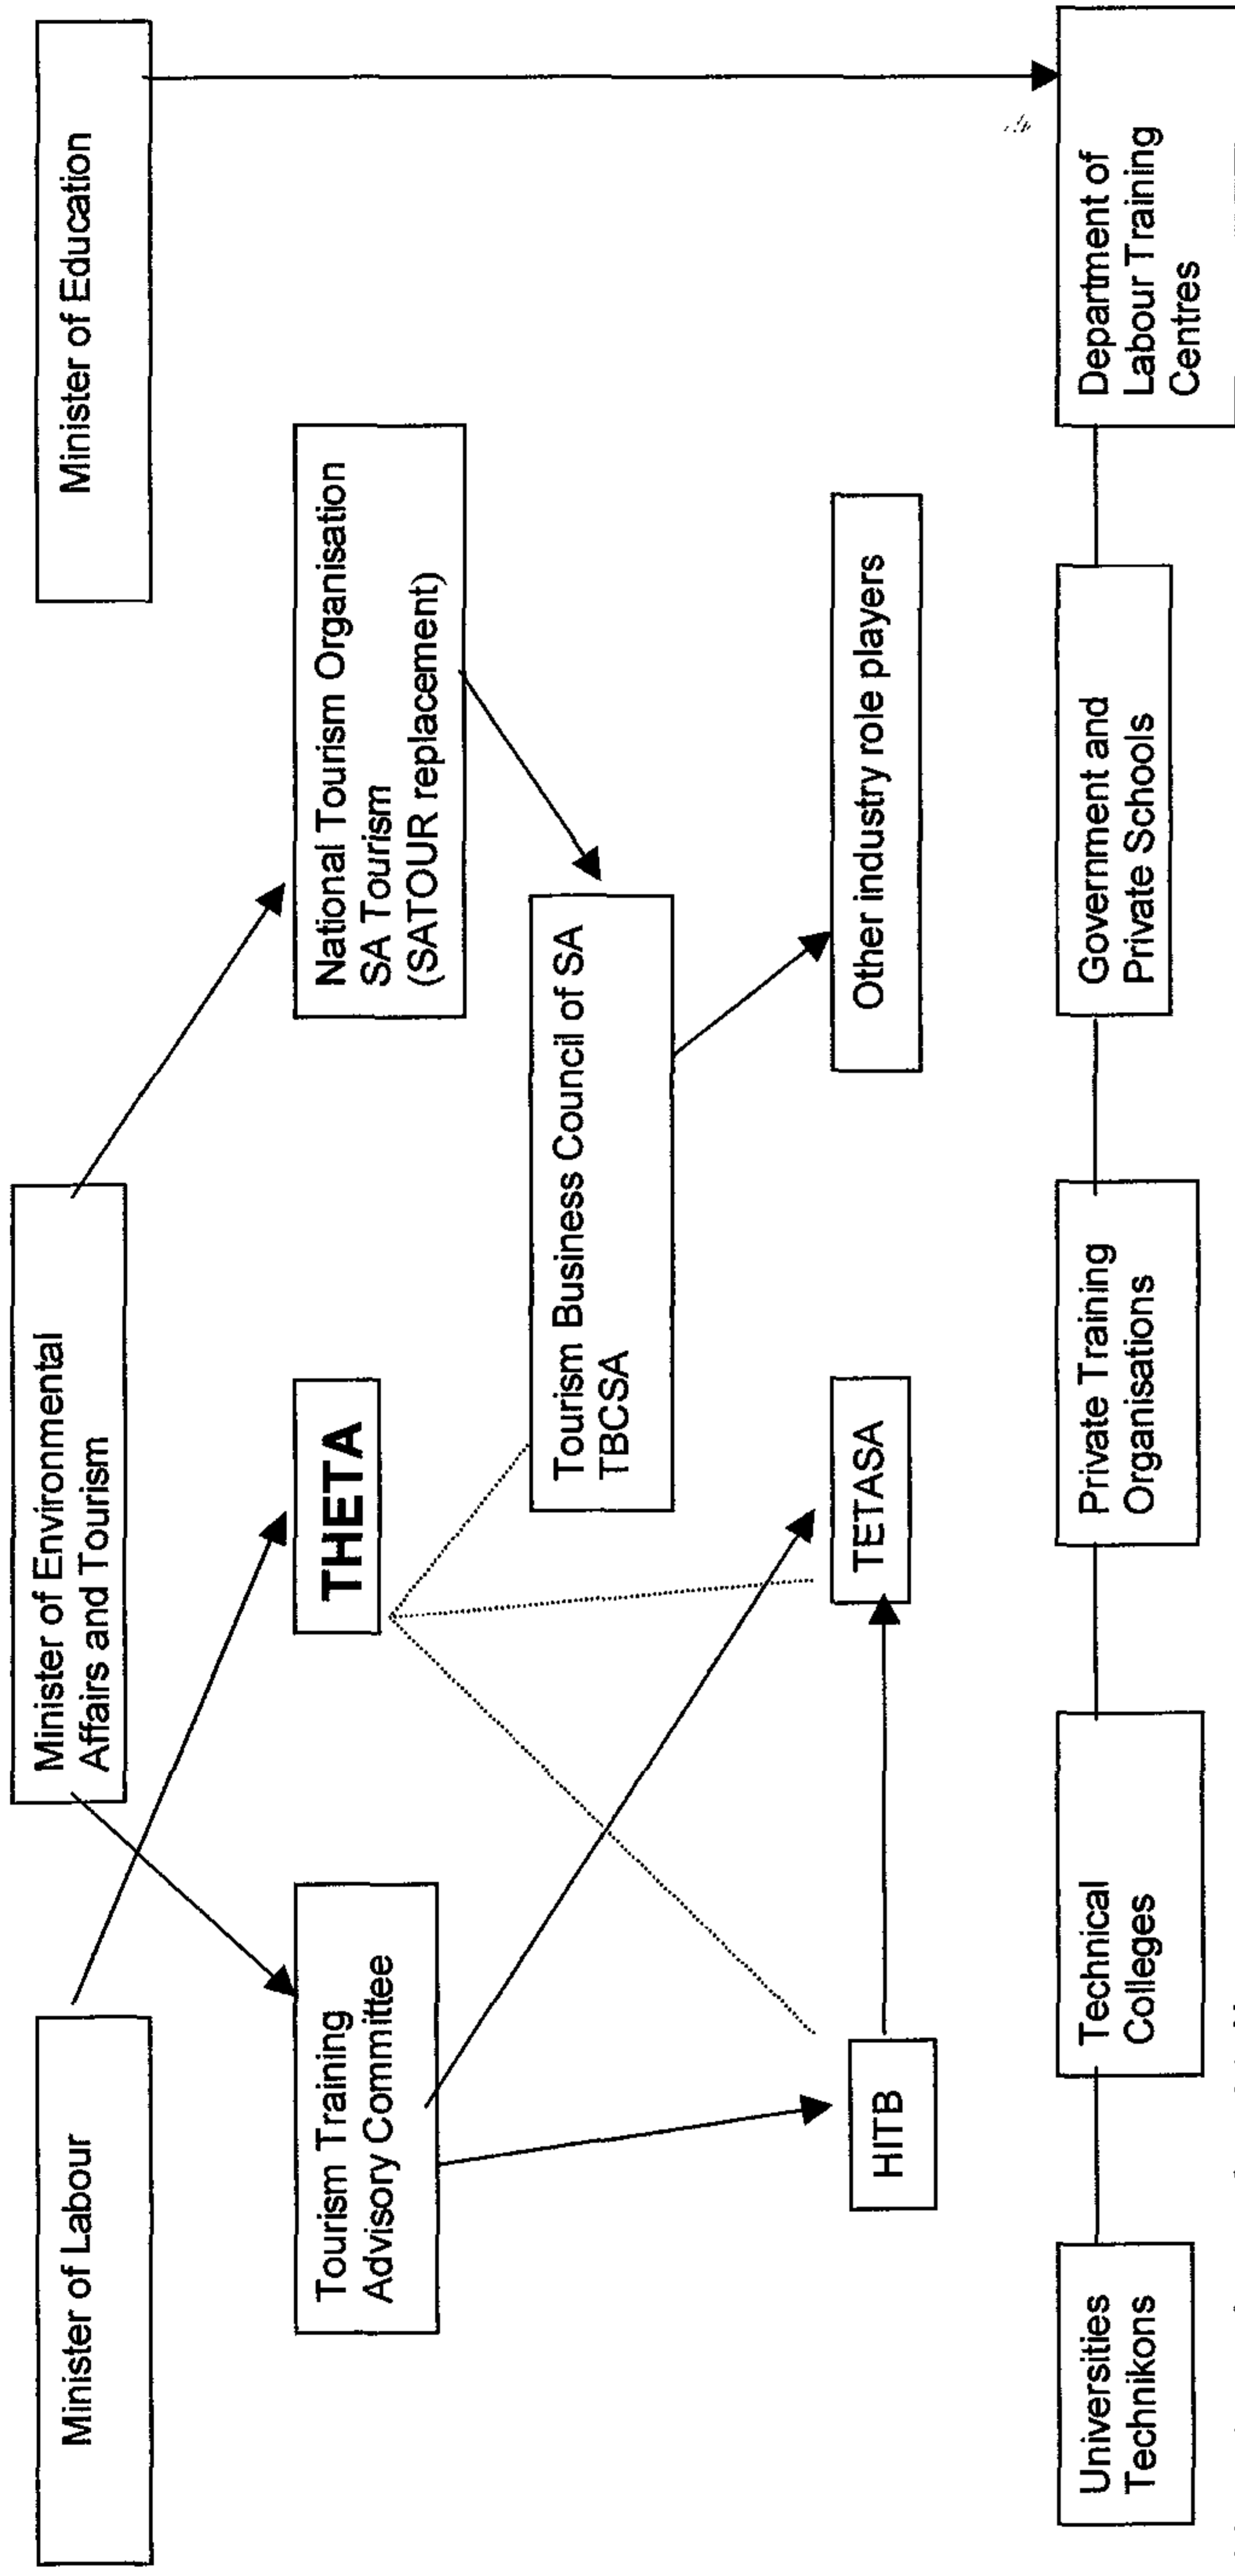 Minister of Labour
Minister of Environmental
Affairs and Tourism
Minister of Education
Tourism Training
Advisory Committee
THETA
National Tourism Organisation
SA Tourism
(SATOUR replacement)
Tourism Business Council of SA
TBCSA
HITB
TETASA
Other industry role players
Universities
Technikons
Technical
Colleges
Private Training
Organisations
Government and
Private Schools
Department of
Labour Training
Centres